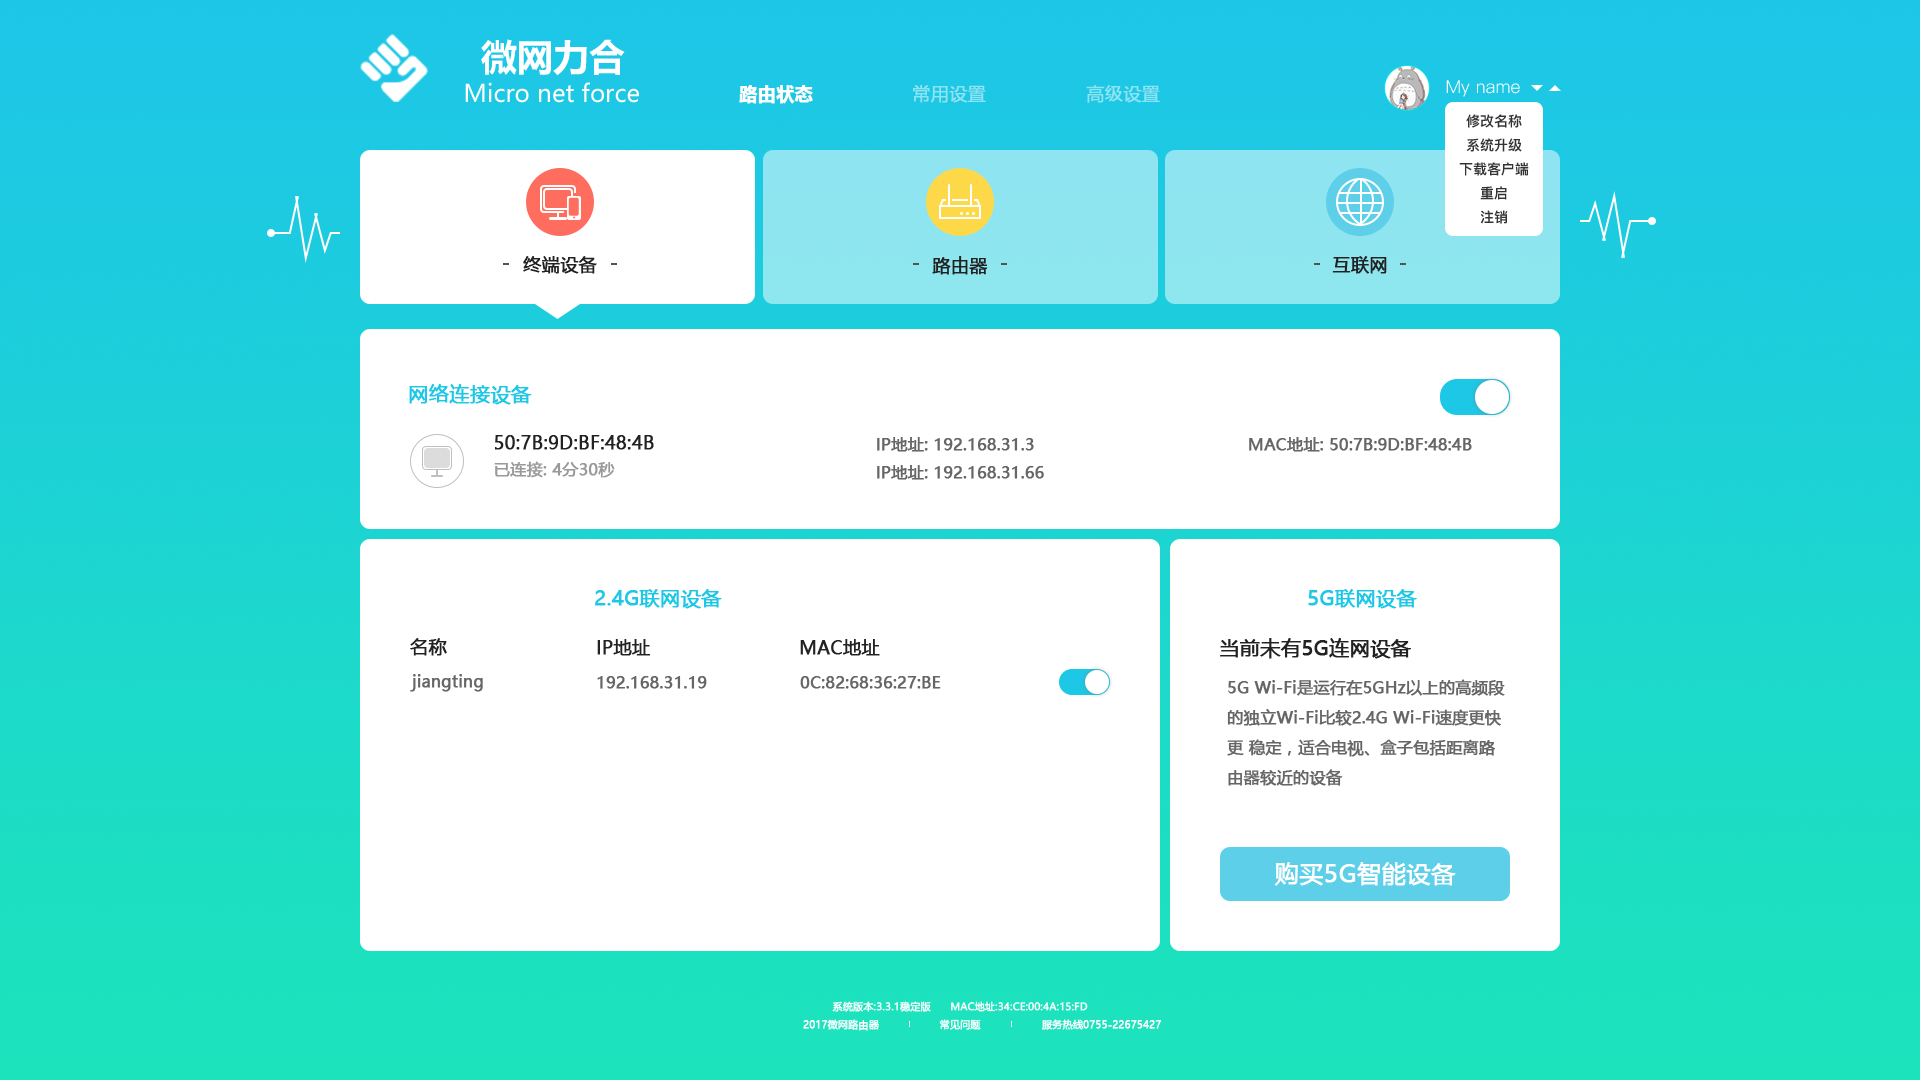 微网力合
Micro net force
路由状态
常用设置
高级设置
My name
修改名称
系统升级
下载客户端
重启
注销
- 终端设备 -
- 路由器 -
- 互联网 -
网络连接设备
50:7B:9D:BF:48:4B
已连接: 4分30秒
IP地址: 192.168.31.3
IP地址: 192.168.31.66
MAC地址: 50:7B:9D:BF:48:4B
2.4G联网设备
名称 IP地址 MAC地址
jiangting 192.168.31.19 0C:82:68:36:27:BE
5G联网设备
当前未有5G连网设备
5G Wi-Fi是运行在5GHz以上的高频段
的独立Wi-Fi比较2.4G Wi-Fi速度更快
更 稳定，适合电视、盒子包括距离路
由器较近的设备
购买5G智能设备
系统版本:3.3.1稳定版 MAC地址:34:CE:00:4A:15:FD
2017微网路由器 | 常见问题 | 服务热线0755-22675427